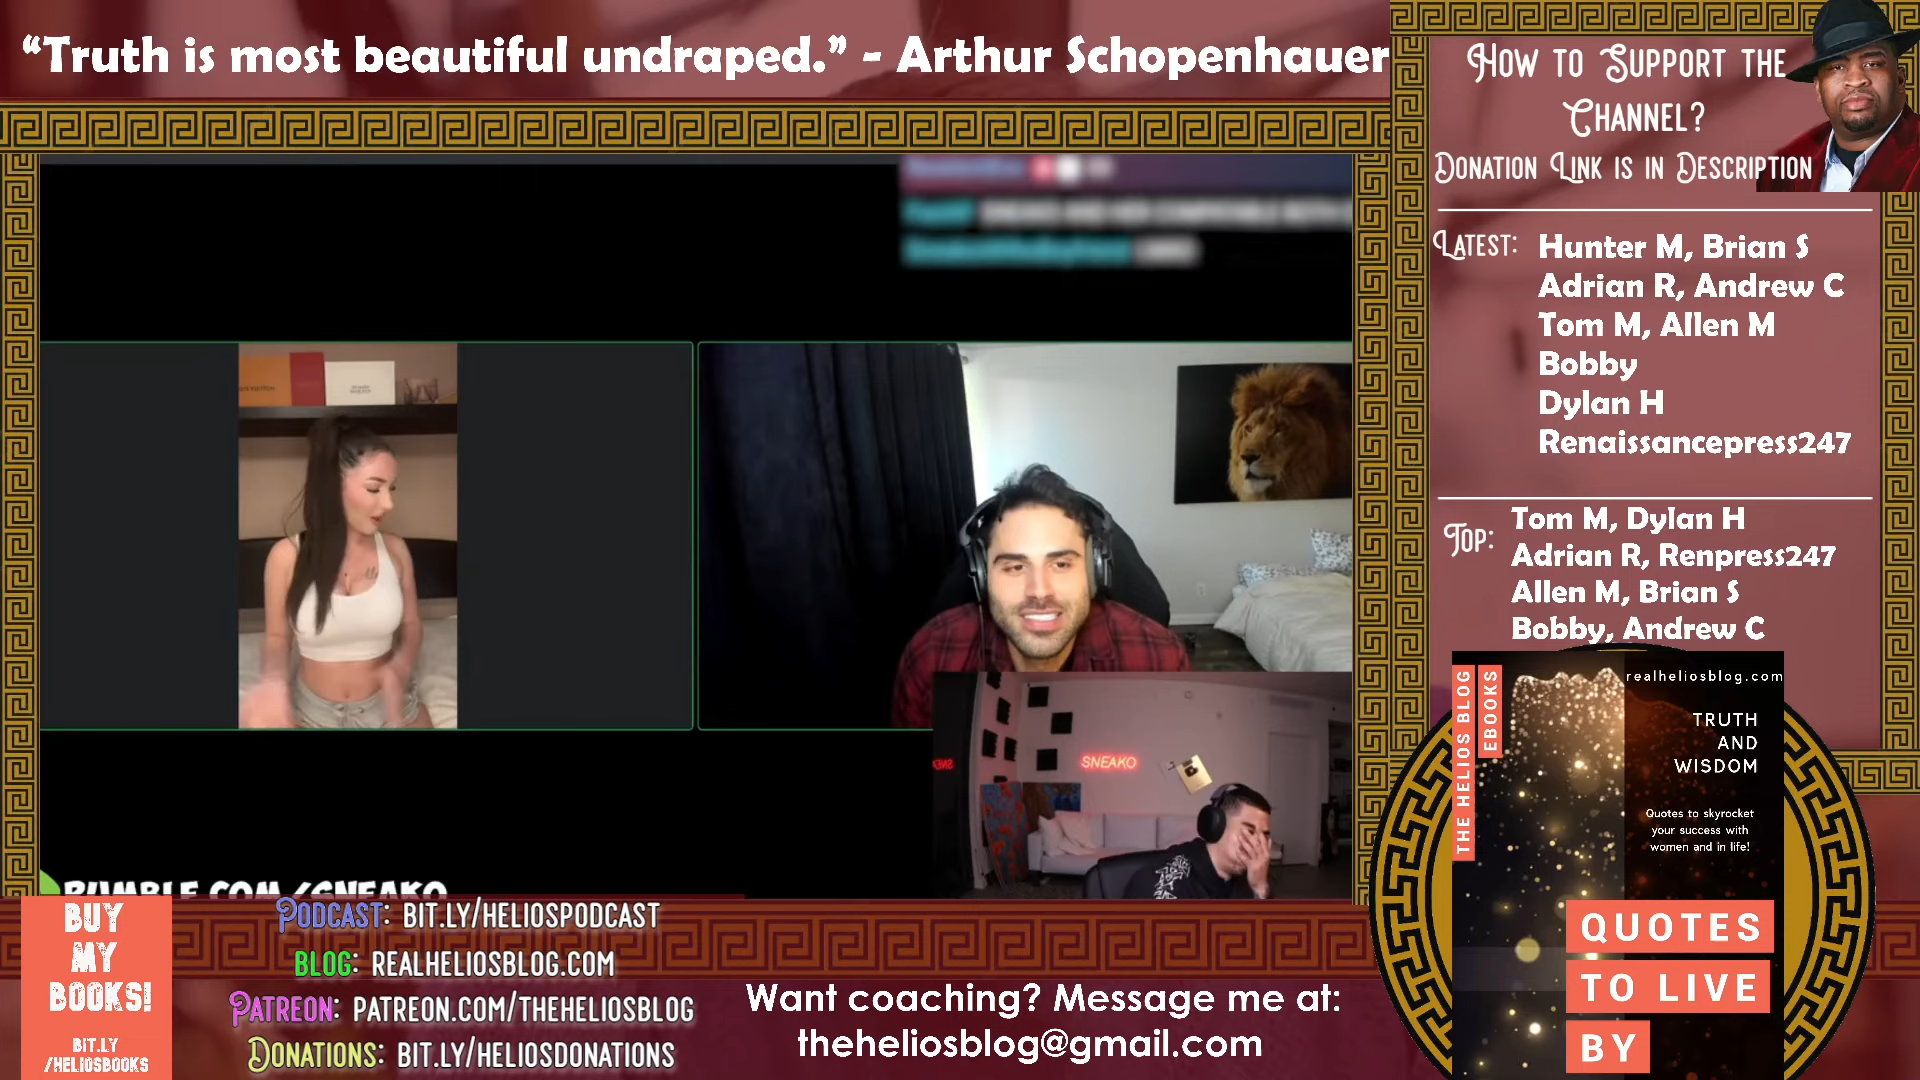 “Truth is most beautiful undraped.” - Arthur Schopenhauer
How to Support the
Channel?
Donation Link is in Description
Latest:
Hunter M, Brian S
Adrian R, Andrew C
Tom M, Allen M
Bobby
Dylan H
Renaissancepress247
Top:
Tom M, Dylan H
Adrian R, Renpress247
Allen M, Brian S
Bobby, Andrew C
SNEAKO
RUMBLE.COM/SNEAKO
THE HELIOS BLOG
EBOOKS
realheliosblog.com
TRUTH
AND
WISDOM
Quotes to skyrocket
your success with
women and in life!
QUOTES
TO LIVE
BY
BUY
MY
BOOKS!
BIT.LY
/HELIOSBOOKS
Podcast: bit.ly/heliospodcast
Blog: realheliosblog.com
Patreon: patreon.com/theheliosblog
Donations: bit.ly/heliosdonations
Want coaching? Message me at:
theheliosblog@gmail.com